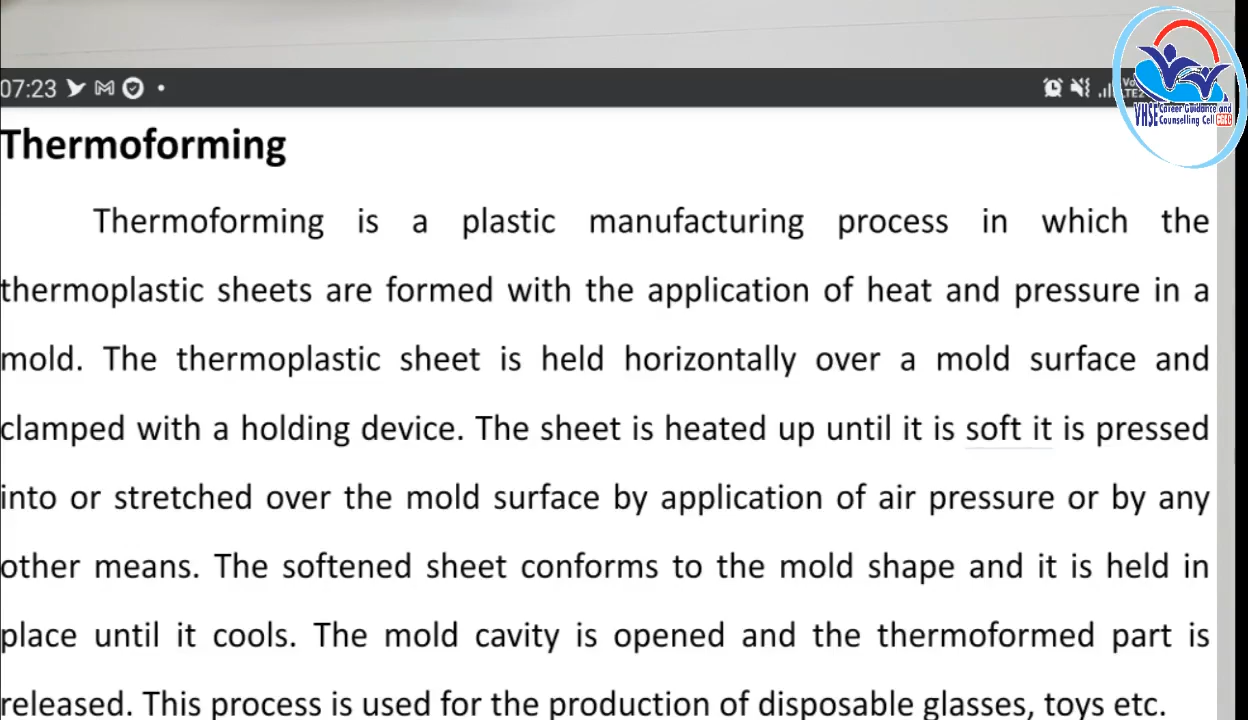 07:23
Thermoforming
Thermoforming is a plastic manufacturing process in which the
thermoplastic sheets are formed with the application of heat and pressure in a
mold. The thermoplastic sheet is held horizontally over a mold surface and
clamped with a holding device. The sheet is heated up until it is soft it is pressed
into or stretched over the mold surface by application of air pressure or by any
other means. The softened sheet conforms to the mold shape and it is held in
place until it cools. The mold cavity is opened and the thermoformed part is
released. This process is used for the production of disposable glasses, toys etc.
VHSE Career Guidance and
Counselling Cell CGCC